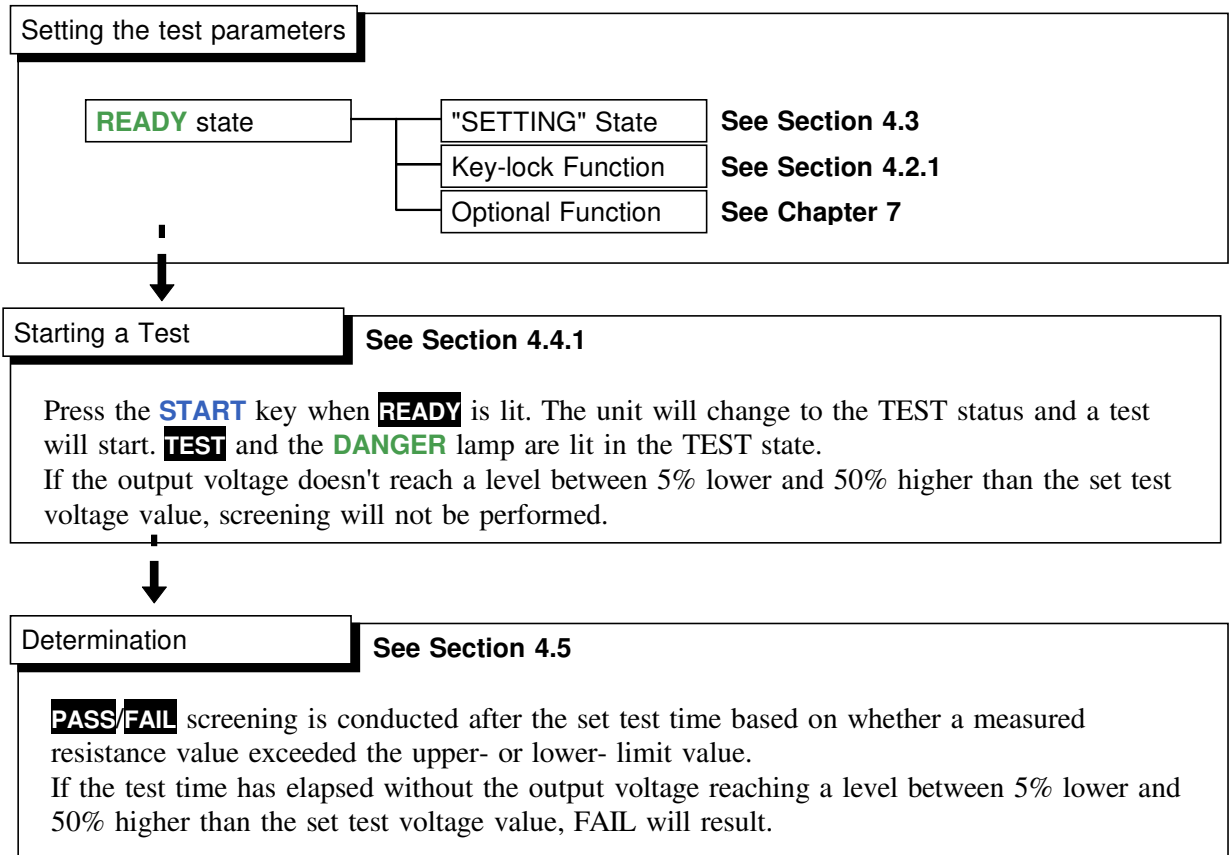 Setting the test parameters
READY state
"SETTING" State See Section 4.3
Key-lock Function See Section 4.2.1
Optional Function See Chapter 7
Starting a Test See Section 4.4.1
Press the START key when READY is lit. The unit will change to the TEST status and a test
will start. TEST and the DANGER lamp are lit in the TEST state.
If the output voltage doesn't reach a level between 5% lower and 50% higher than the set test
voltage value, screening will not be performed.
Determination See Section 4.5
PASS/FAIL screening is conducted after the set test time based on whether a measured
resistance value exceeded the upper- or lower- limit value.
If the test time has elapsed without the output voltage reaching a level between 5% lower and
50% higher than the set test voltage value, FAIL will result.